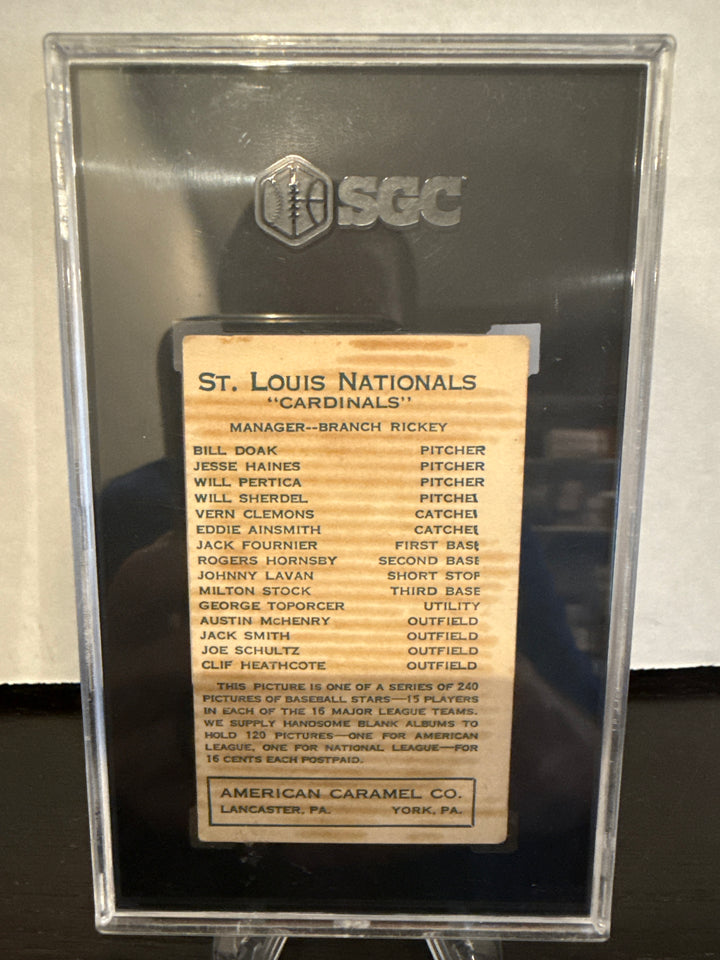 SGC
ST. LOUIS NATIONALS
"CARDINALS"
MANAGER--BRANCH RICKEY
BILL DOAK PITCHER
JESSE HAINES PITCHER
WILL PERTICA PITCHER
WILL SHERDEL PITCHER
VERN CLEMONS CATCHER
EDDIE AINSMITH CATCHER
JACK FOURNIER FIRST BASE
ROGERS HORNSBY SECOND BASE
JOHNNY LAVAN SHORT STOP
MILTON STOCK THIRD BASE
GEORGE TOPORCER UTILITY
AUSTIN McHENRY OUTFIELD
JACK SMITH OUTFIELD
JOE SCHULTZ OUTFIELD
CLIF HEATHCOTE OUTFIELD
THIS PICTURE IS ONE OF A SERIES OF 240
PICTURES OF BASEBALL STARS—15 PLAYERS
IN EACH OF THE 16 MAJOR LEAGUE TEAMS.
WE SUPPLY HANDSOME BLANK ALBUMS TO
HOLD 120 PICTURES—ONE FOR AMERICAN
LEAGUE, ONE FOR NATIONAL LEAGUE—FOR
16 CENTS EACH POSTPAID.
AMERICAN CARAMEL CO.
LANCASTER, PA. YORK, PA.